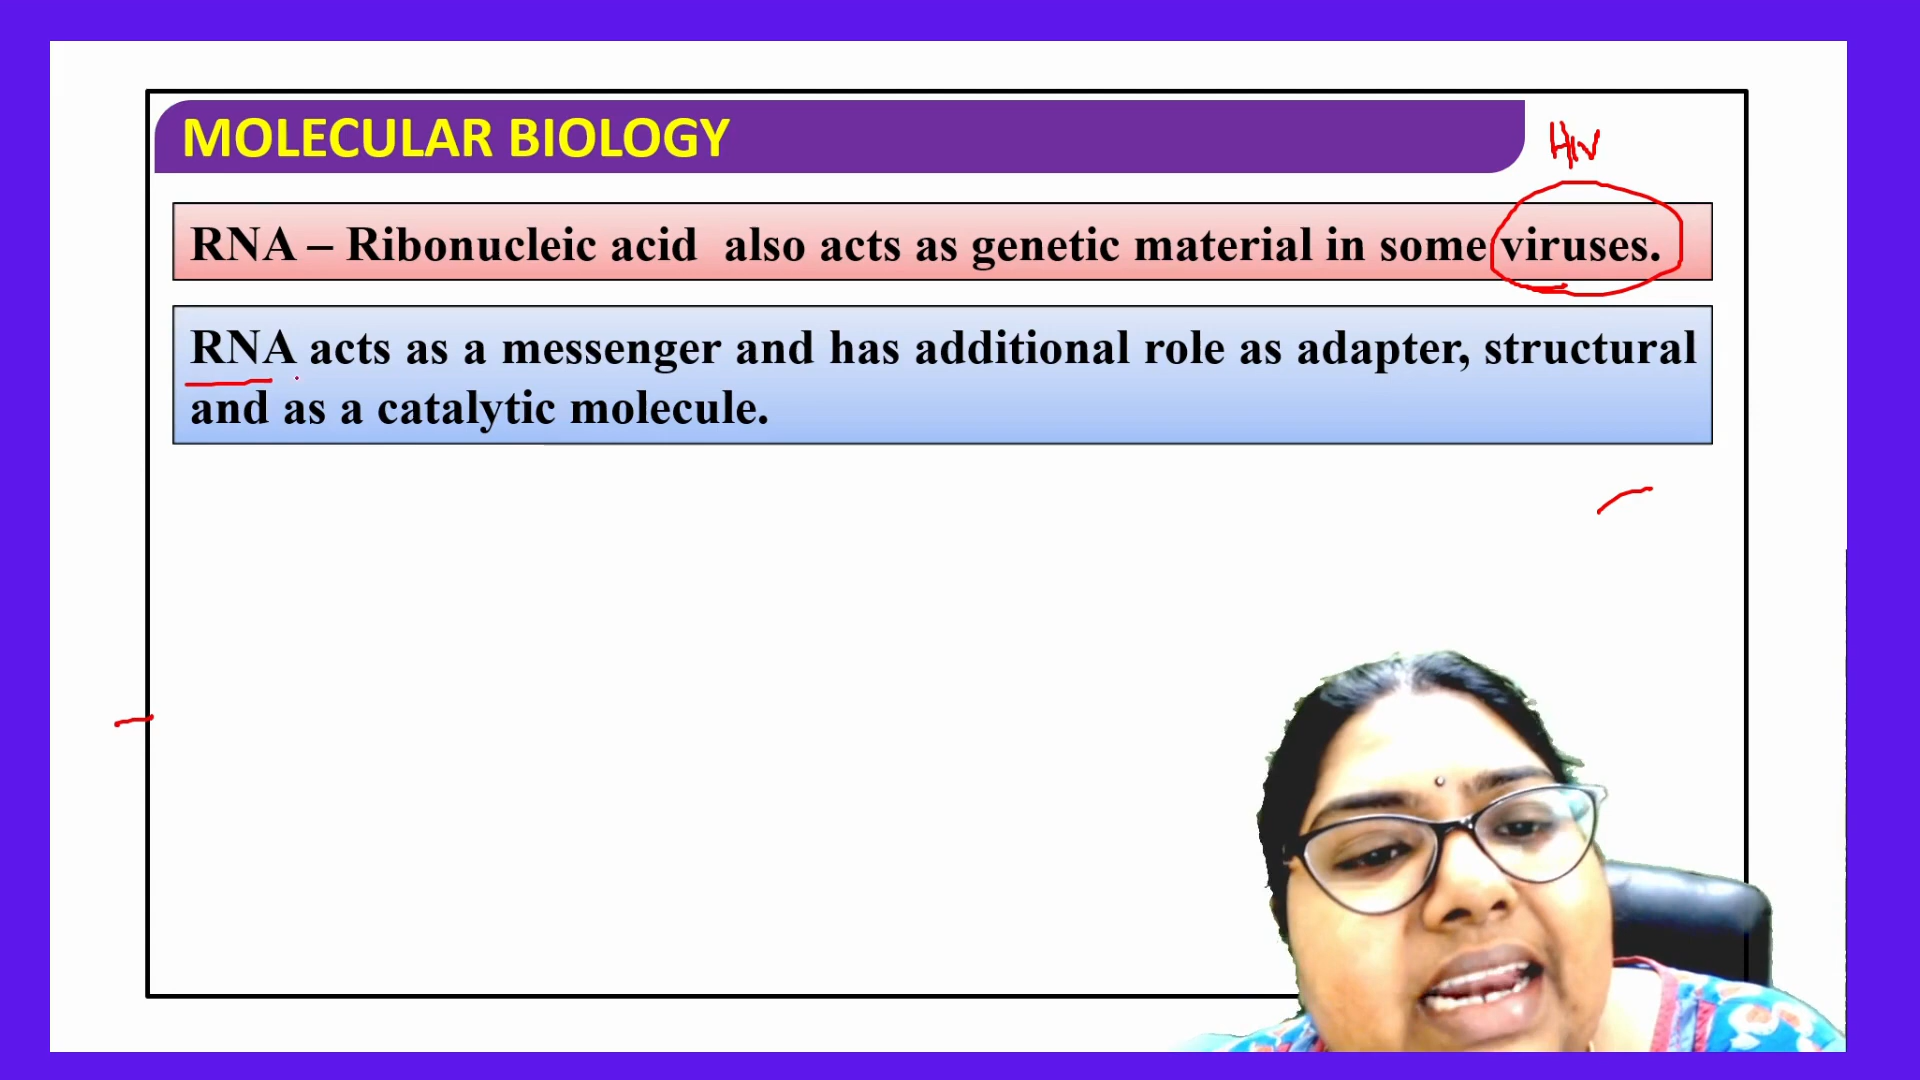 MOLECULAR BIOLOGY
HIV
RNA – Ribonucleic acid also acts as genetic material in some viruses.
RNA acts as a messenger and has additional role as adapter, structural
and as a catalytic molecule.